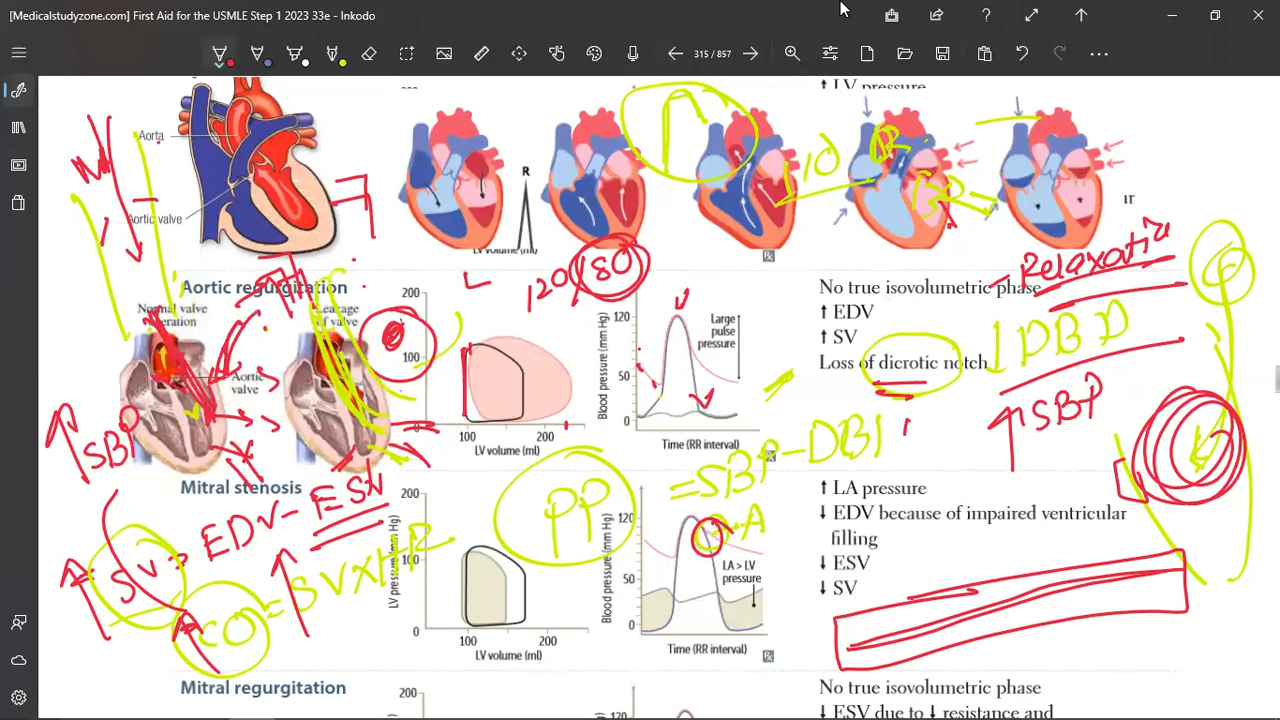 [Medicalstudyzone.com] First Aid for the USMLE Step 1 2023 33e - Inkodo
315 / 857
↑ LV pressure
Aorta
Aortic valve
R
LV volume (ml)
110
120/80
Relaxation
Aortic regurgitation
Normal valve
operation
Leakage
of valve
Aortic
valve
200
100
0
100
200
LV volume (ml)
120
50
0
Blood pressure (mm Hg)
Large
pulse
pressure
Time (RR interval)
No true isovolumetric phase
↑ EDV
↑ SV
Loss of dicrotic notch
↓ DBP
↑ SBP
↑ SBP
PP = SBP - DBP
Mitral stenosis
↑ SV = EDV - ESV
CO = SV x HR
200
100
0
LV pressure (mm Hg)
100
200
LV volume (ml)
120
50
0
Blood pressure (mm Hg)
LA > LV
pressure
Time (RR interval)
↑ LA pressure
↓ EDV because of impaired ventricular
filling
↓ ESV
↓ SV
Mitral regurgitation
200
120
No true isovolumetric phase
↓ ESV due to ↓ resistance and